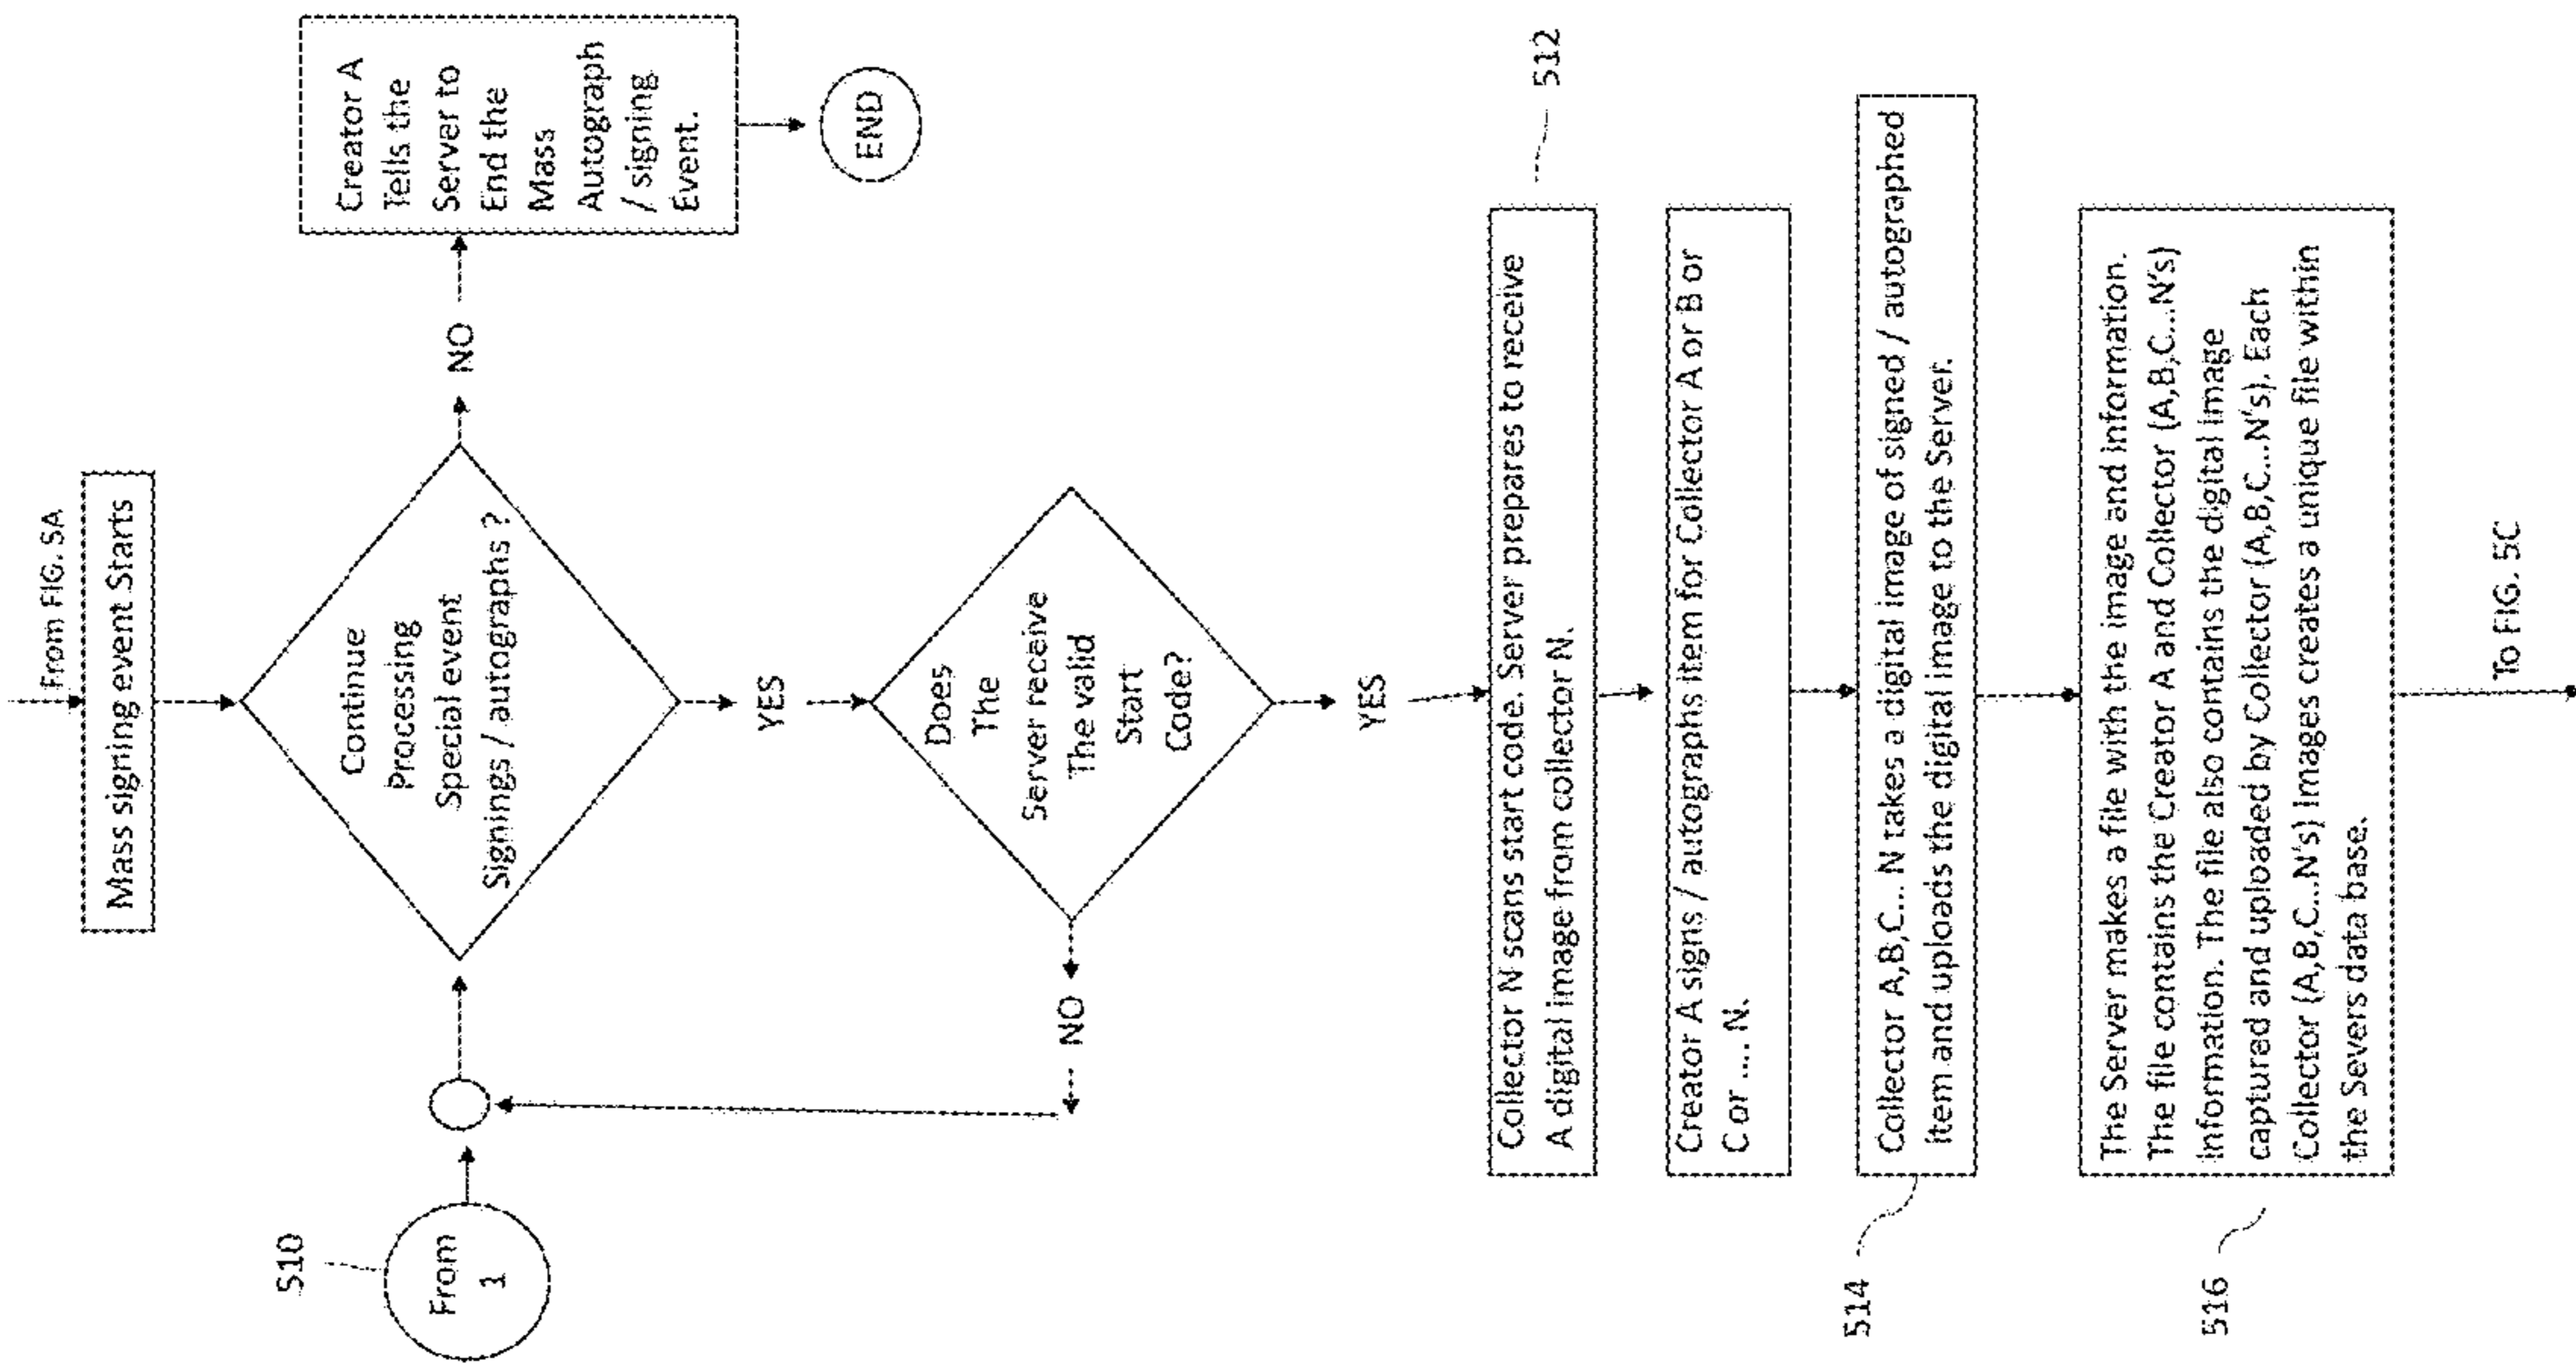 From FIG. 5A
Mass signing event Starts
Continue
Processing
Special event
Signings / autographs ?
NO
Creator A
Tells the
Server to
End the
Mass
Autograph
/ signing
Event.
END
510
From
1
YES
Does
The
Server receive
The valid
Start
Code?
NO
YES
512
Collector N scans start code. Server prepares to receive
A digital image from collector N.
Creator A signs / autographs item for Collector A or B or
C or .... N.
514
Collector A,B,C... N takes a digital image of signed / autographed
item and uploads the digital image to the Server.
516
The Server makes a file with the image and information.
The file contains the Creator A and Collector (A,B,C...N's)
information. The file also contains the digital image
captured and uploaded by Collector (A,B,C...N's). Each
Collector (A,B,C...N's) images creates a unique file within
the Severs data base.
To FIG. 5C